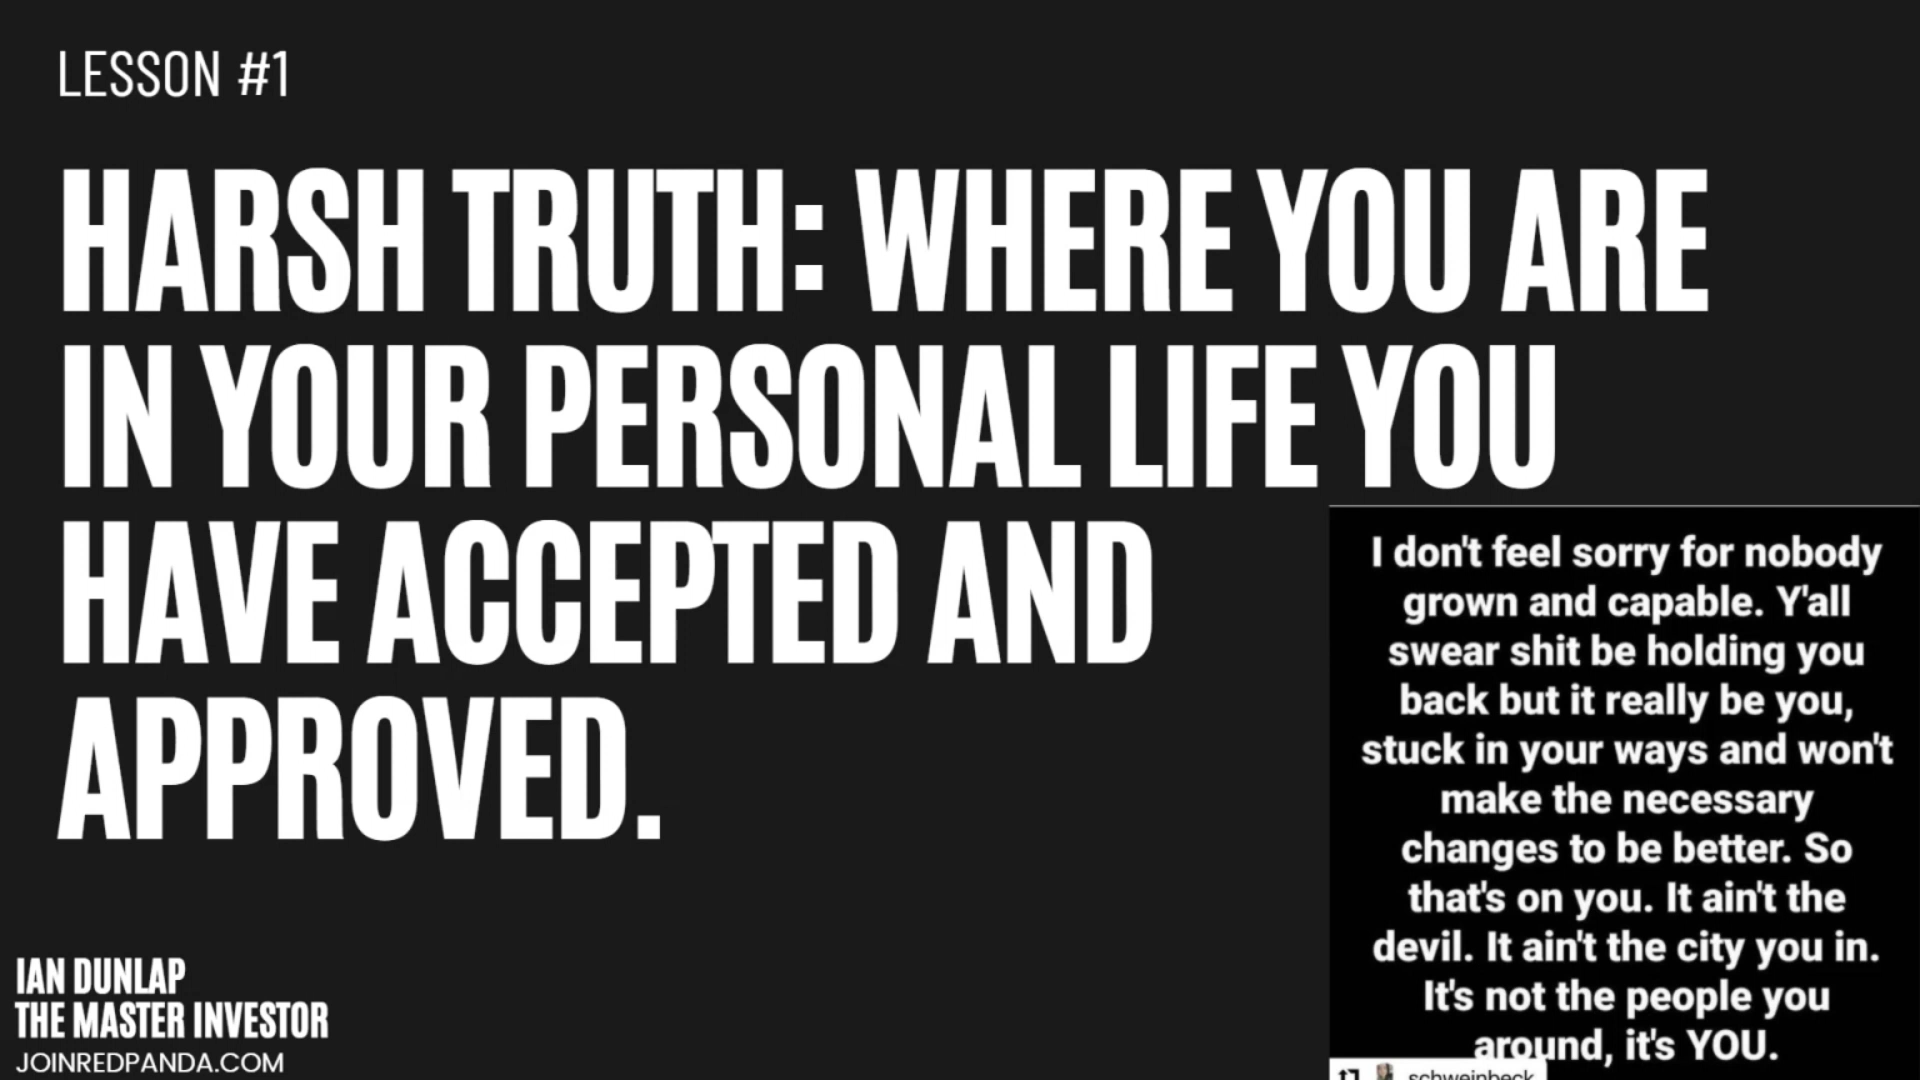 LESSON #1
HARSH TRUTH: WHERE YOU ARE
IN YOUR PERSONAL LIFE YOU
HAVE ACCEPTED AND
APPROVED.
I don't feel sorry for nobody
grown and capable. Y'all
swear shit be holding you
back but it really be you,
stuck in your ways and won't
make the necessary
changes to be better. So
that's on you. It ain't the
devil. It ain't the city you in.
It's not the people you
around, it's YOU.
schweinbeck
IAN DUNLAP
THE MASTER INVESTOR
JOINREDPANDA.COM